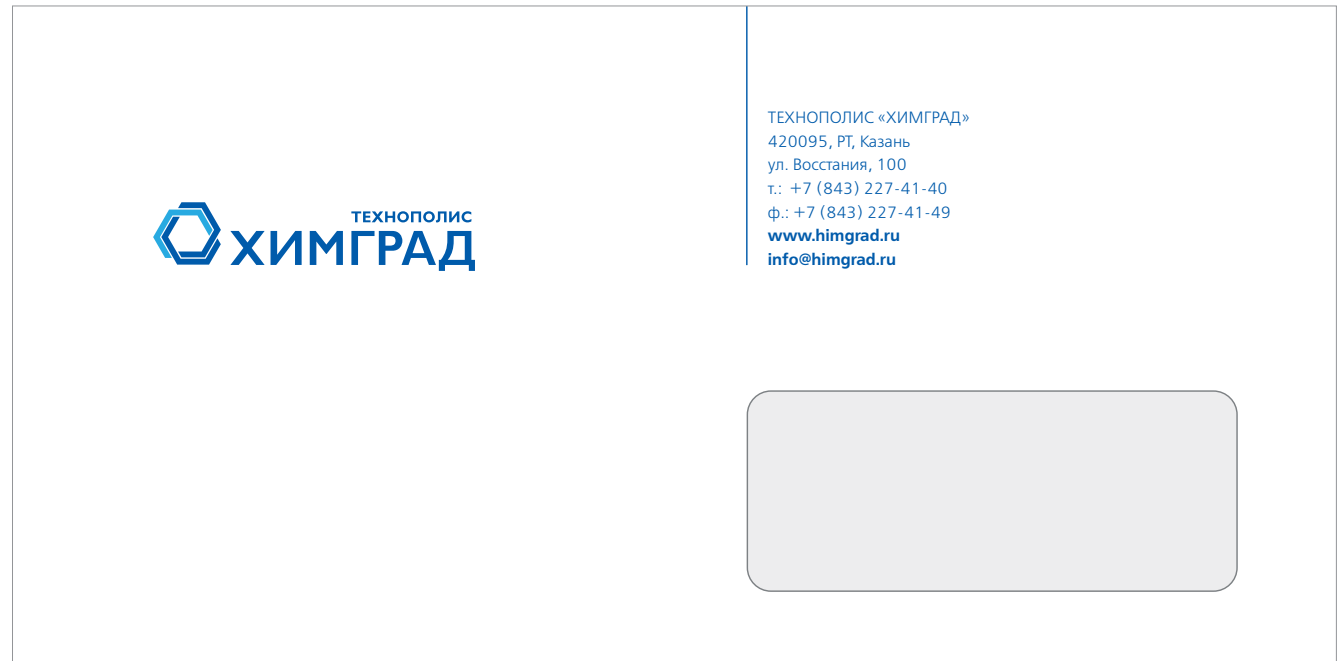 ТЕХНОПОЛИС
ХИМГРАД
ТЕХНОПОЛИС «ХИМГРАД»
420095, РТ, Казань
ул. Восстания, 100
т.: +7 (843) 227-41-40
ф.: +7 (843) 227-41-49
www.himgrad.ru
info@himgrad.ru